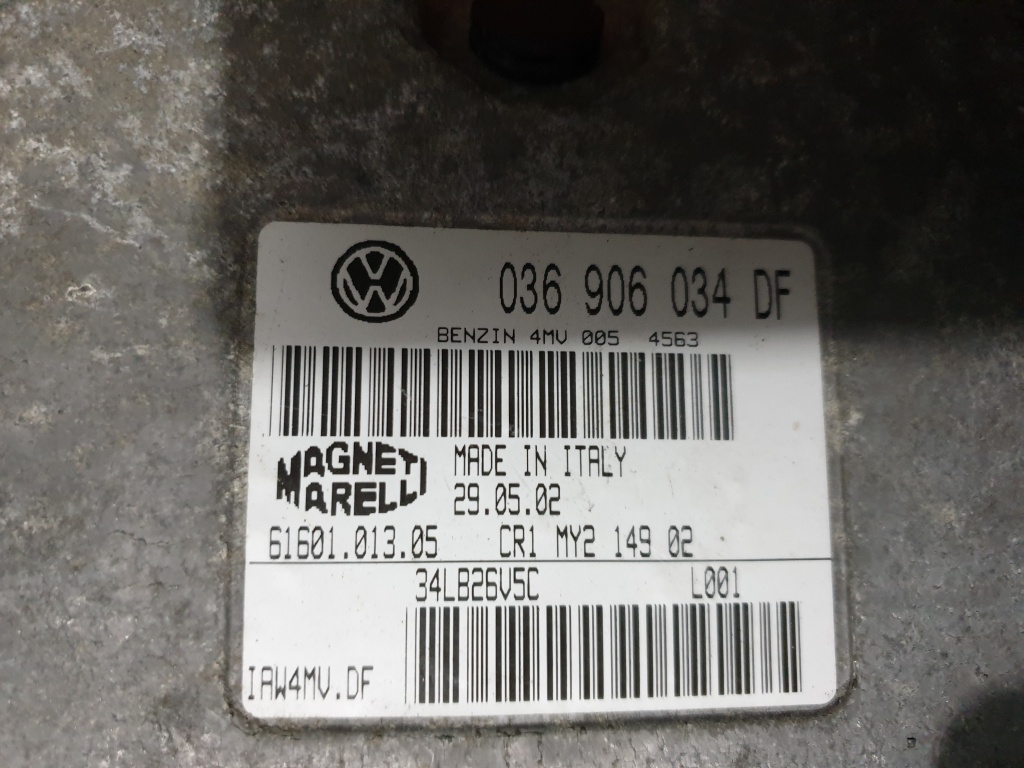 036 906 034 DF
BENZIN 4MV 005 4563
MAGNETI MARELLI
MADE IN ITALY
29.05.02
61601.013.05 CR1 MY2 149 02
34LB26V5C L001
IAW4MV.DF